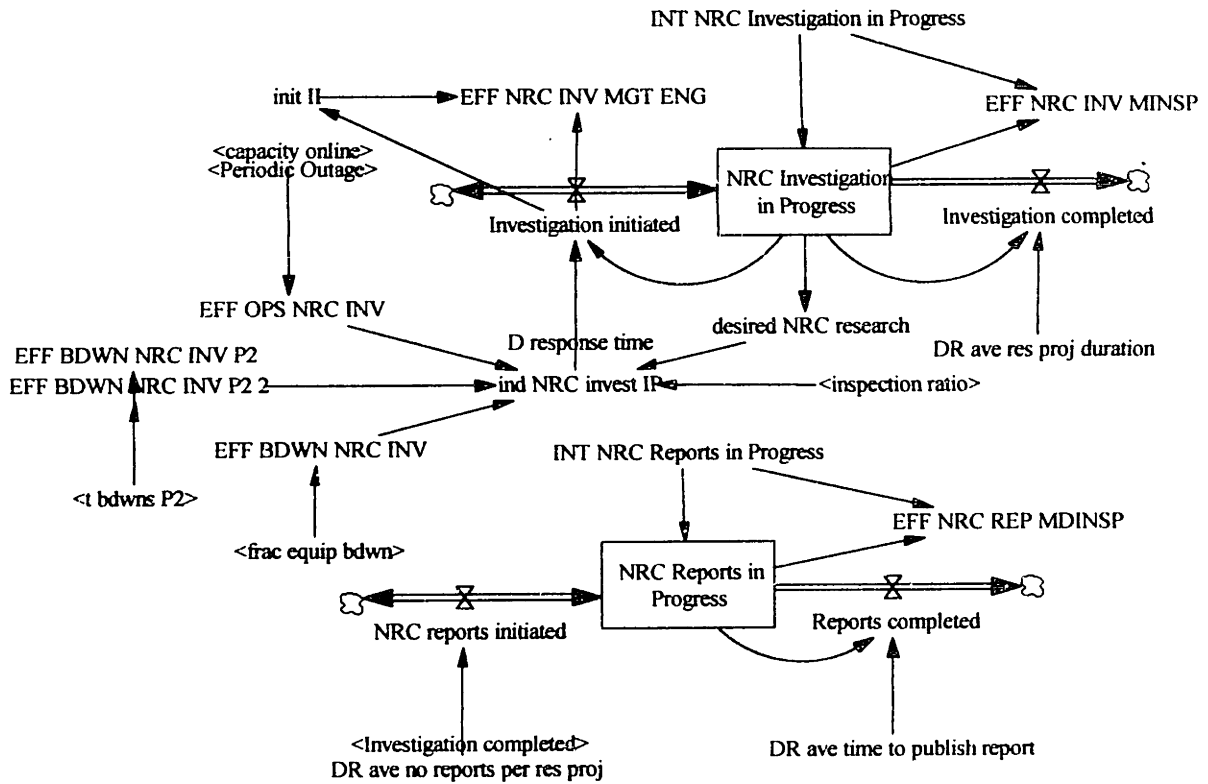 INT NRC Investigation in Progress
init II
EFF NRC INV MGT ENG
EFF NRC INV MINSP
<capacity online>
<Periodic Outage>
NRC Investigation
in Progress
Investigation initiated
Investigation completed
EFF OPS NRC INV
desired NRC research
D response time
DR ave res proj duration
EFF BDWN NRC INV P2
EFF BDWN NRC INV P2 2
ind NRC invest IP
<inspection ratio>
EFF BDWN NRC INV
INT NRC Reports in Progress
<t bdwns P2>
EFF NRC REP MDINSP
<frac equip bdwn>
NRC Reports in
Progress
NRC reports initiated
Reports completed
<Investigation completed>
DR ave no reports per res proj
DR ave time to publish report